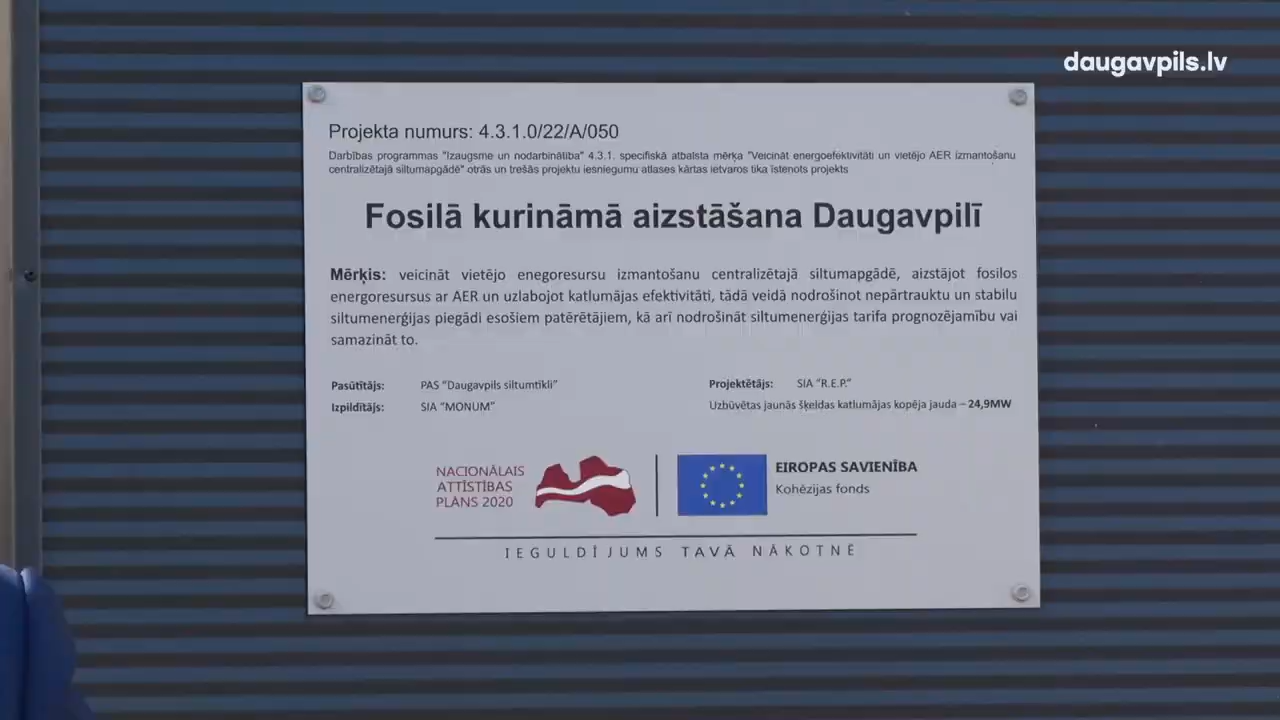 daugavpils.lv
Projekta numurs: 4.3.1.0/22/A/050
Darbības programmas "Izaugsme un nodarbinātība" 4.3.1. specifiskā atbalsta mērķa "Veicināt energoefektivitāti un vietējo AER izmantošanu
centralizētajā siltumapgādē" otrās un trešās projektu iesniegumu atlases kārtas ietvaros tika īstenots projekts
Fosilā kurināmā aizstāšana Daugavpilī
Mērķis: veicināt vietējo enegoresursu izmantošanu centralizētajā siltumapgādē, aizstājot fosilos
energoresursus ar AER un uzlabojot katlumājas efektivitāti, tādā veidā nodrošinot nepārtrauktu un stabilu
siltumenerģijas piegādi esošiem patērētājiem, kā arī nodrošināt siltumenerģijas tarifa prognozējamību vai
samazināt to.
Pasūtītājs: PAS "Daugavpils siltumtīkli" Projektētājs: SIA "R.E.P."
Izpildītājs: SIA "MONUM" Uzbūvētas jaunās šķeldas katlumājas kopēja jauda – 24,9MW
NACIONĀLAIS
ATTĪSTĪBAS
PLĀNS 2020
EIROPAS SAVIENĪBA
Kohēzijas fonds
IEGULDĪJUMS TAVĀ NĀKOTNĒ